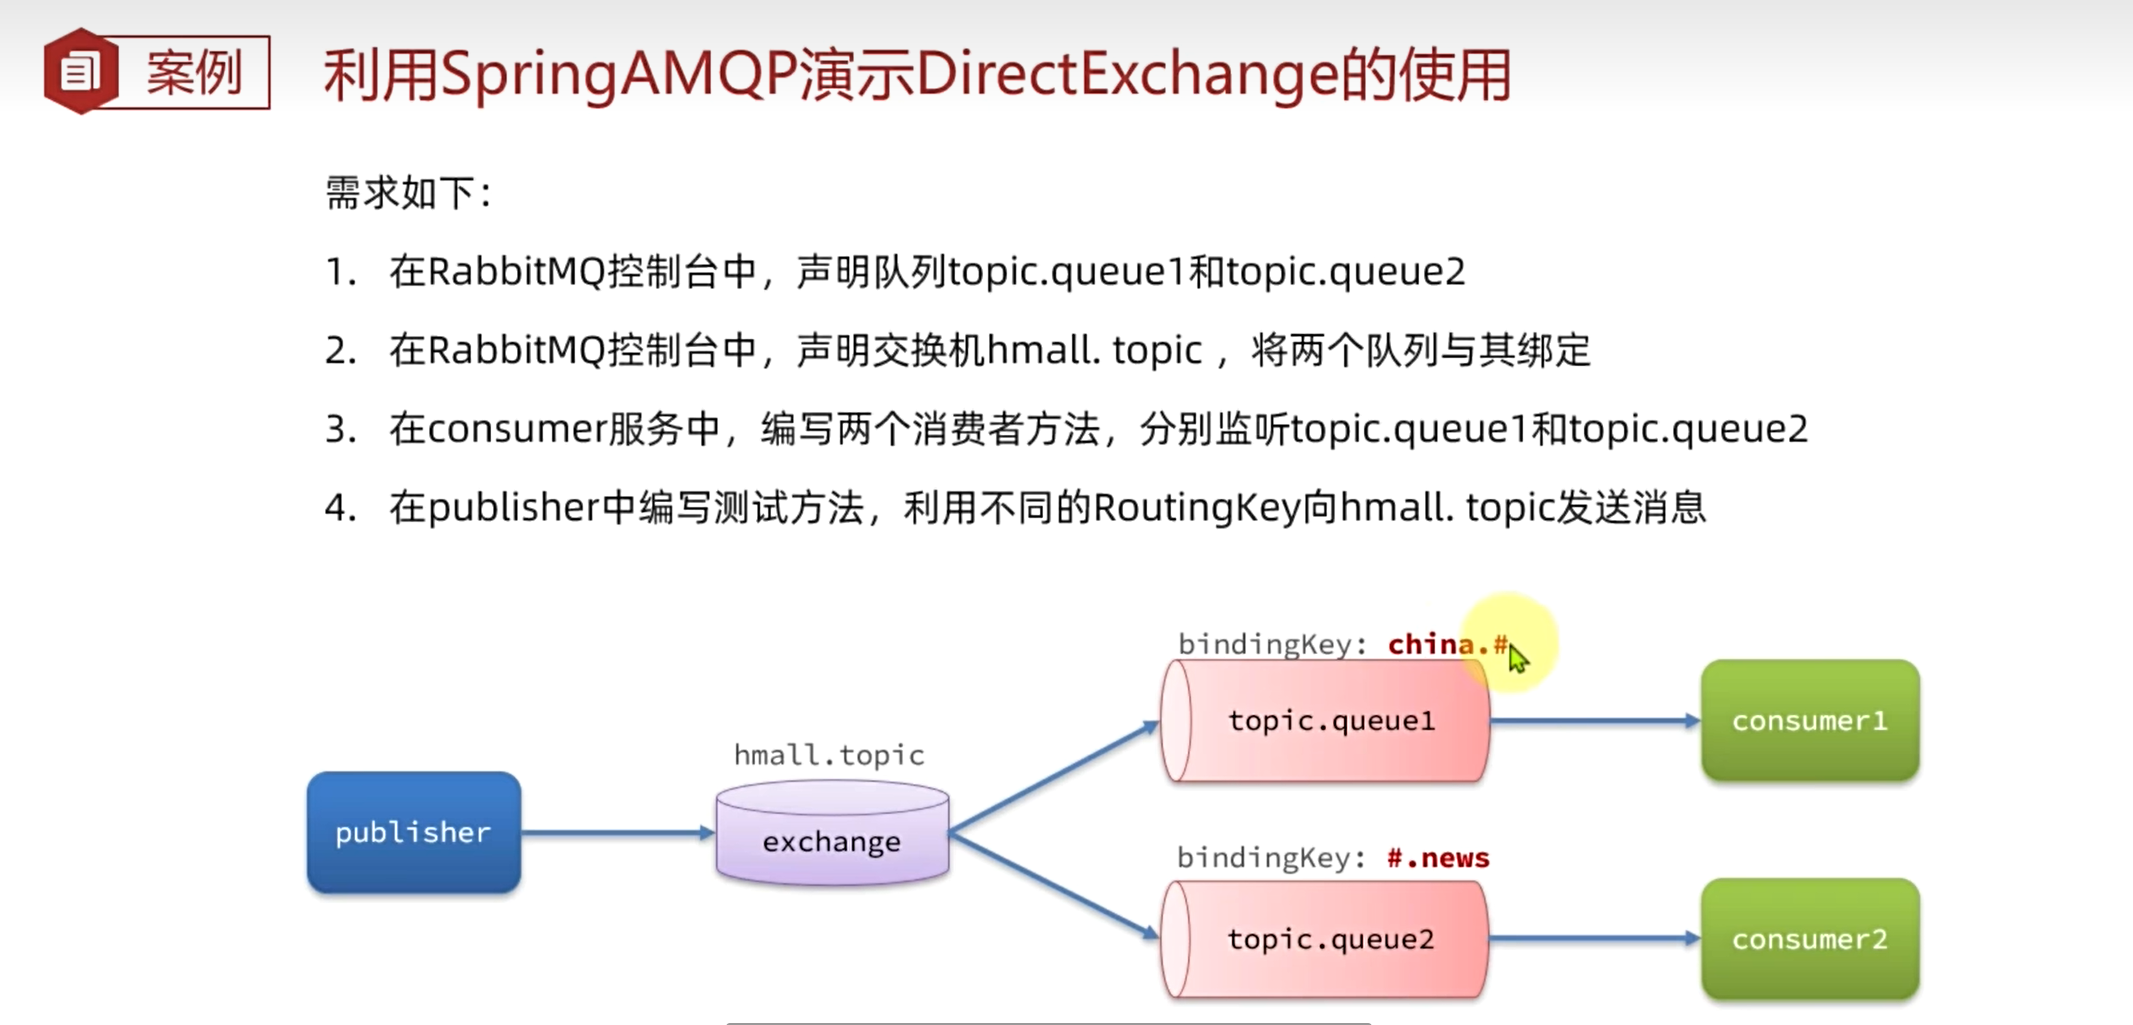 案例
利用SpringAMQP演示DirectExchange的使用
需求如下：
1. 在RabbitMQ控制台中，声明队列topic.queue1和topic.queue2
2. 在RabbitMQ控制台中，声明交换机hmall. topic ，将两个队列与其绑定
3. 在consumer服务中，编写两个消费者方法，分别监听topic.queue1和topic.queue2
4. 在publisher中编写测试方法，利用不同的RoutingKey向hmall. topic发送消息
bindingKey: china.#
topic.queue1
consumer1
hmall.topic
publisher
exchange
bindingKey: #.news
topic.queue2
consumer2